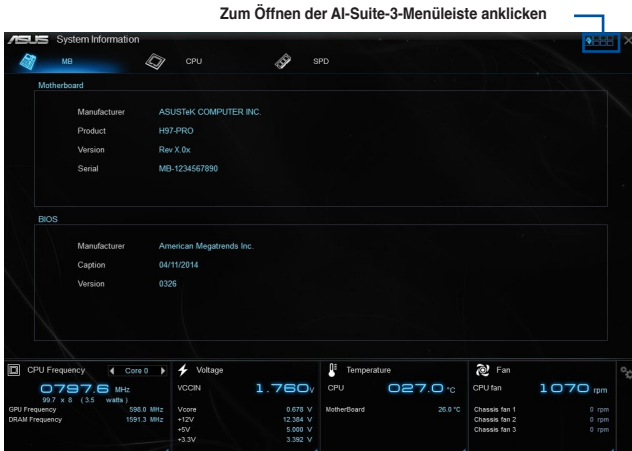 Zum Öffnen der AI-Suite-3-Menüleiste anklicken
ASUS System Information
MB CPU SPD
Motherboard
Manufacturer ASUSTeK COMPUTER INC.
Product H97-PRO
Version Rev X.0x
Serial MB-1234567890
BIOS
Manufacturer American Megatrends Inc.
Caption 04/11/2014
Version 0326
CPU Frequency Core 0 Voltage Temperature Fan
0797.6 MHz VCCIN 1.760 V CPU 027.0 °C CPU fan 1070 rpm
99.7 x 8 ( 3.5 watts )
GPU Frequency 598.0 MHz Vcore 0.678 V MotherBoard 26.0 °C Chassis fan 1 0 rpm
DRAM Frequency 1591.3 MHz +12V 12.384 V Chassis fan 2 0 rpm
+5V 5.000 V Chassis fan 3 0 rpm
+3.3V 3.392 V